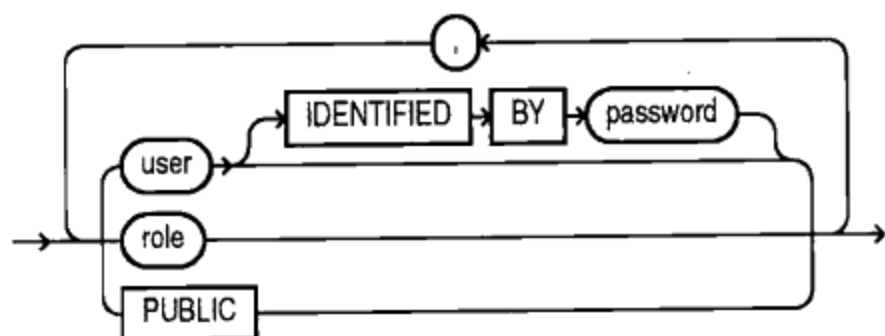 ,
IDENTIFIED BY password
user
role
PUBLIC